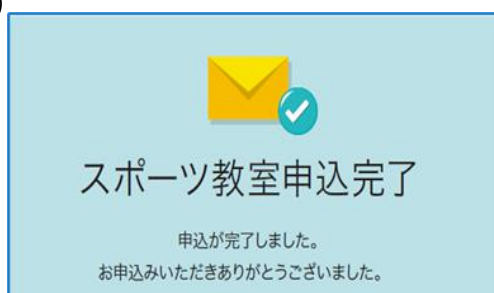 スポーツ教室申込完了
申込が完了しました。
お申込みいただきありがとうございました。